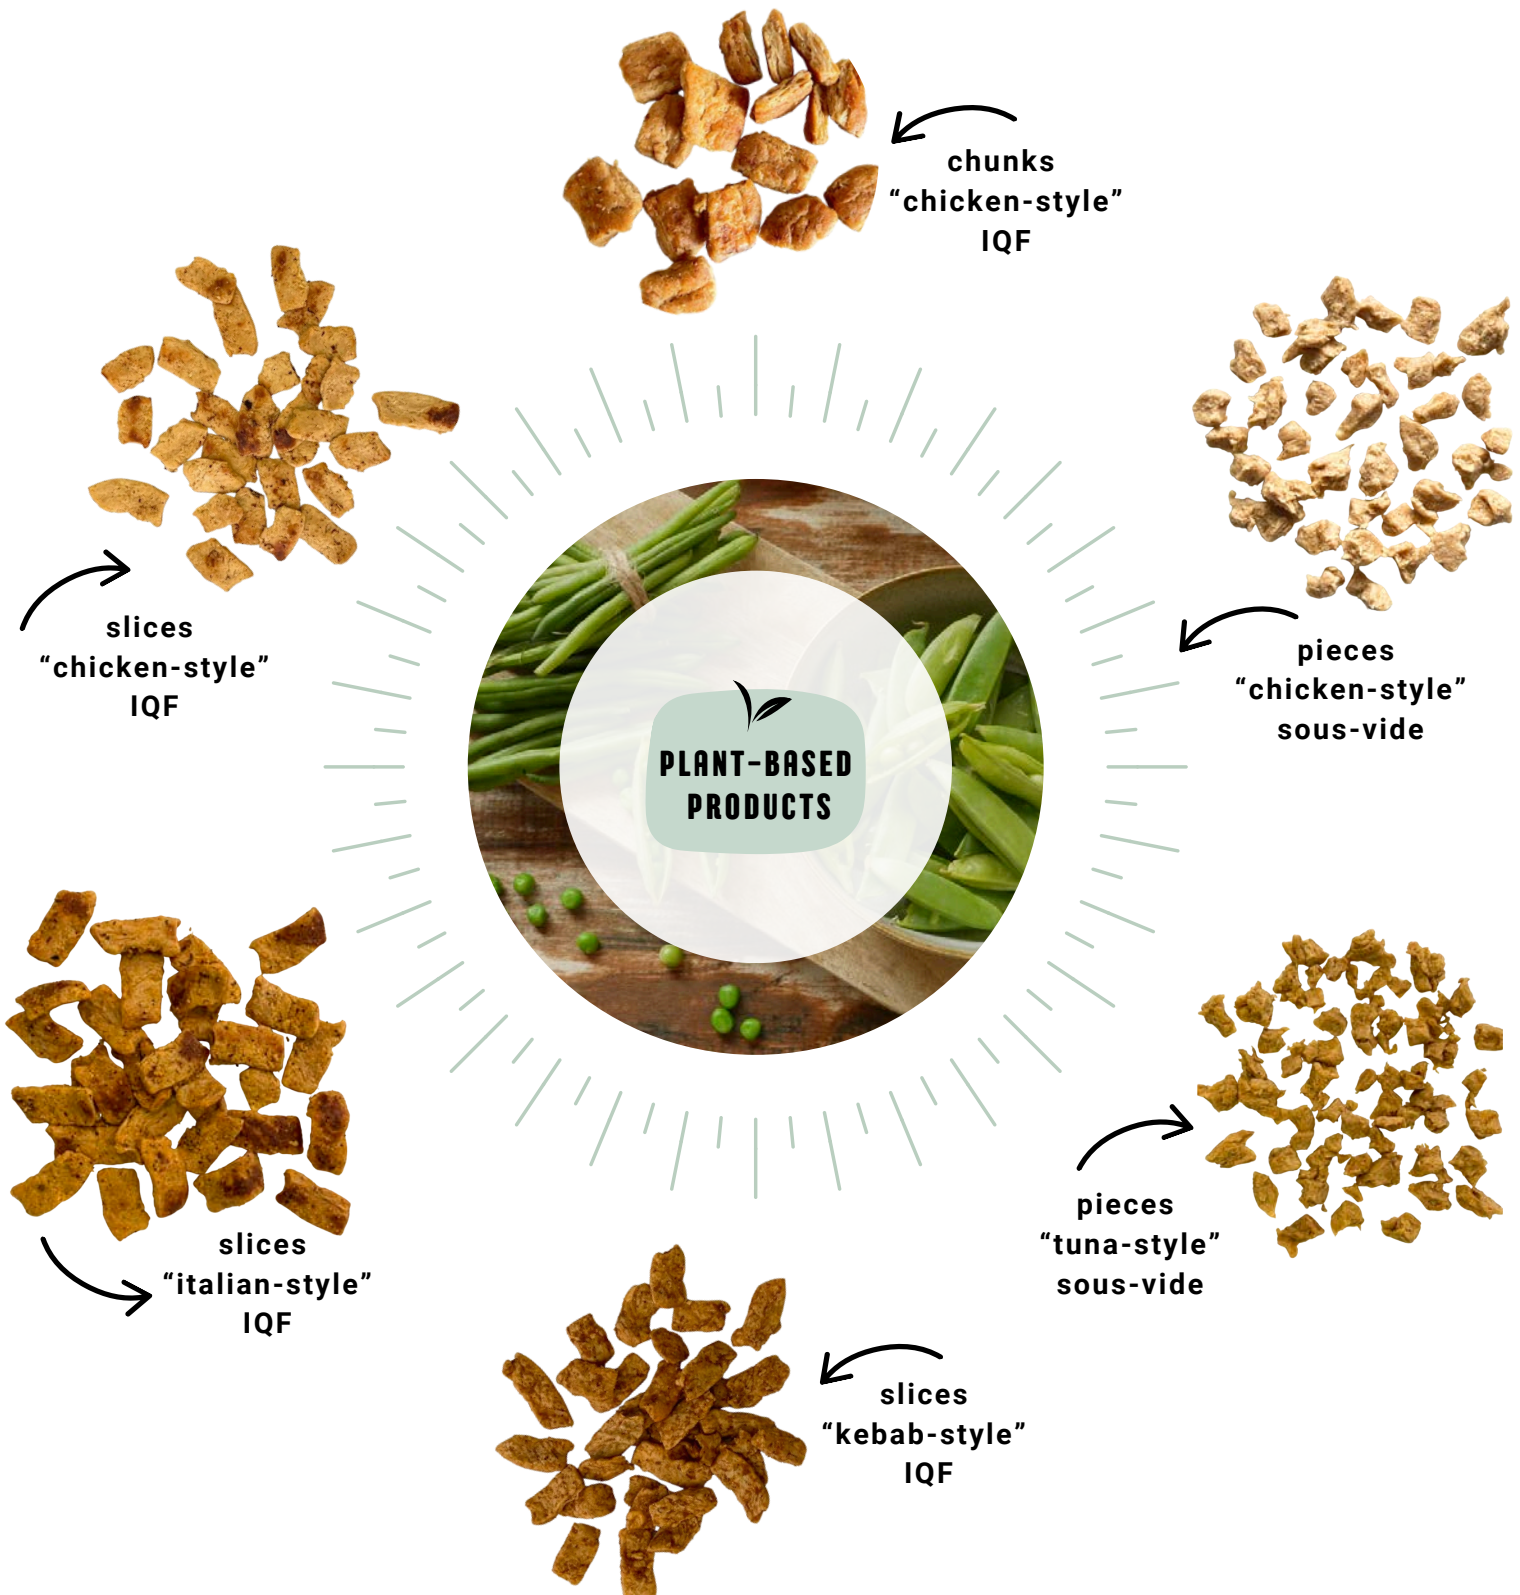 chunks
“chicken-style”
IQF
slices
“chicken-style”
IQF
pieces
“chicken-style”
sous-vide
PLANT-BASED
PRODUCTS
slices
“italian-style”
IQF
pieces
“tuna-style”
sous-vide
slices
“kebab-style”
IQF